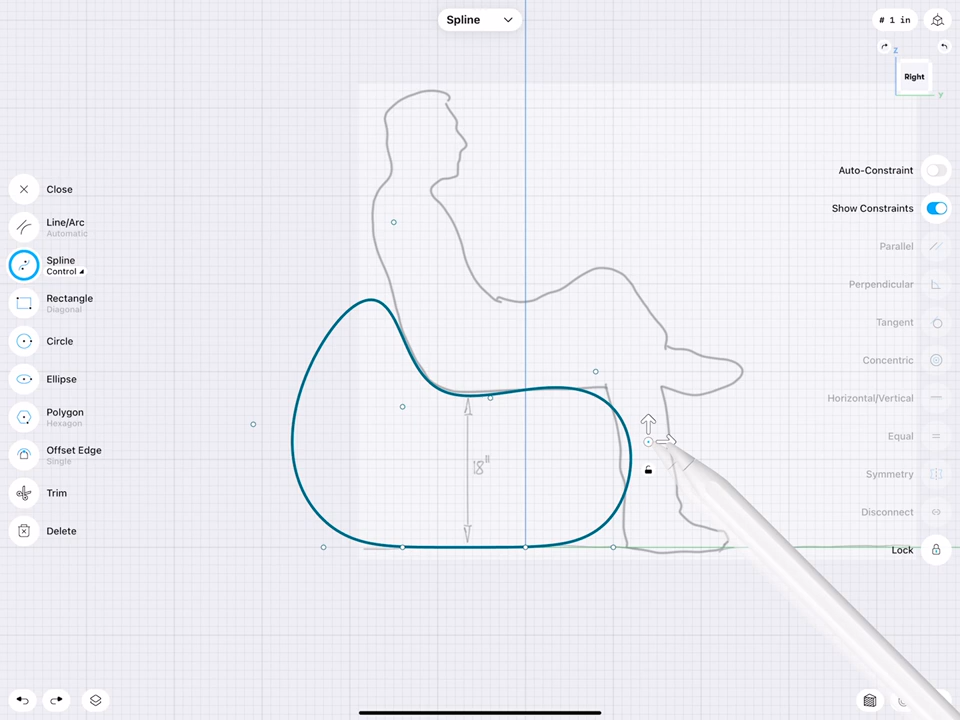 Spline
# 1 in
Z
Right
Y
Auto-Constraint
Show Constraints
Parallel
Perpendicular
Tangent
Concentric
Horizontal/Vertical
Equal
Symmetry
Disconnect
Lock
Close
Line/Arc
Automatic
Spline
Control
Rectangle
Diagonal
Circle
Ellipse
Polygon
Hexagon
Offset Edge
Single
Trim
Delete
18"